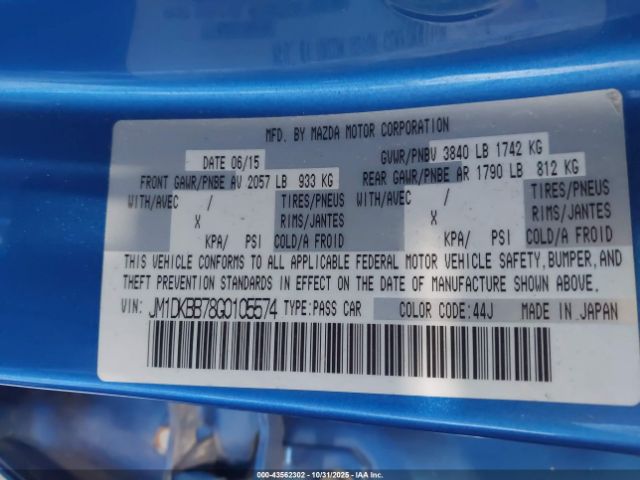 MFD. BY MAZDA MOTOR CORPORATION
DATE 06/15 GVWR/PNBV 3840 LB 1742 KG
FRONT GAWR/PNBE AV 2057 LB 933 KG REAR GAWR/PNBE AR 1790 LB 812 KG
WITH/AVEC / TIRES/PNEUS WITH/AVEC / TIRES/PNEUS
X RIMS/JANTES X RIMS/JANTES
KPA/ PSI COLD/A FROID KPA/ PSI COLD/A FROID
THIS VEHICLE CONFORMS TO ALL APPLICABLE FEDERAL MOTOR VEHICLE SAFETY, BUMPER, AND
THEFT PREVENTION STANDARDS IN EFFECT ON THE DATE OF MANUFACTURE SHOWN ABOVE.
VIN: JM1DKBB78G0105574 TYPE:PASS CAR COLOR CODE:44J MADE IN JAPAN
000-43562302 - 10/31/2025 - COPYRIGHT IAA, LLC.